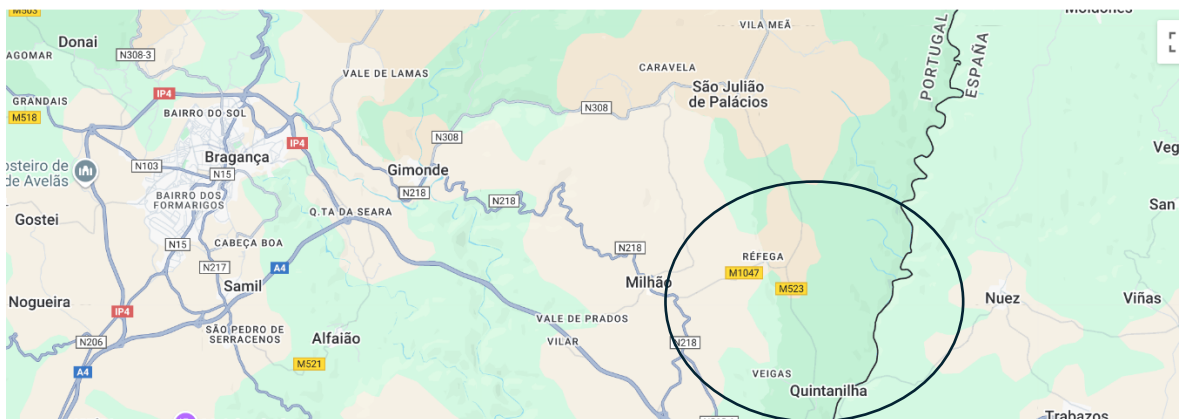 M503
Moldones
Donai
VILA MEÃ
N308-3
AGOMAR
VALE DE LAMAS
CARAVELA
PORTUGAL
ESPAÑA
São Julião
de Palácios
GRANDAIS
IP4
M518
BAIRRO DO SOL
N308
N308
IP4
Veg
osteiro de
de Avelãs
N103
Bragança
N15
Gimonde
BAIRRO DOS
FORMARIGOS
N218
N218
San
Gostei
Q.TA DA SEARA
CABEÇA BOA
N15
N218
RÉFEGA
N217
A4
M1047
Samil
Milhão
M523
Nogueira
Nuez
Viñas
IP4
SÃO PEDRO DE
SERRACENOS
VALE DE PRADOS
N206
Alfaião
VILAR
N218
M521
A4
VEIGAS
Quintanilha
Trabazos